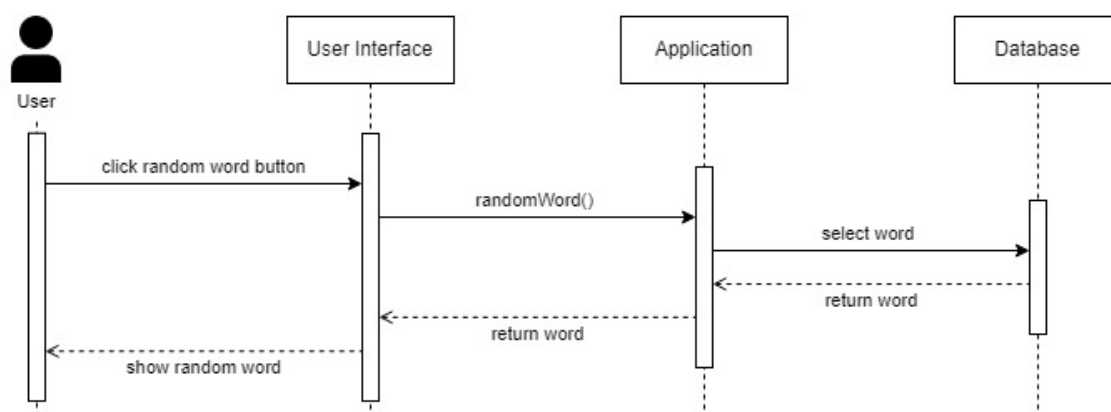 User Interface
Application
Database
User
click random word button
randomWord()
select word
return word
return word
show random word